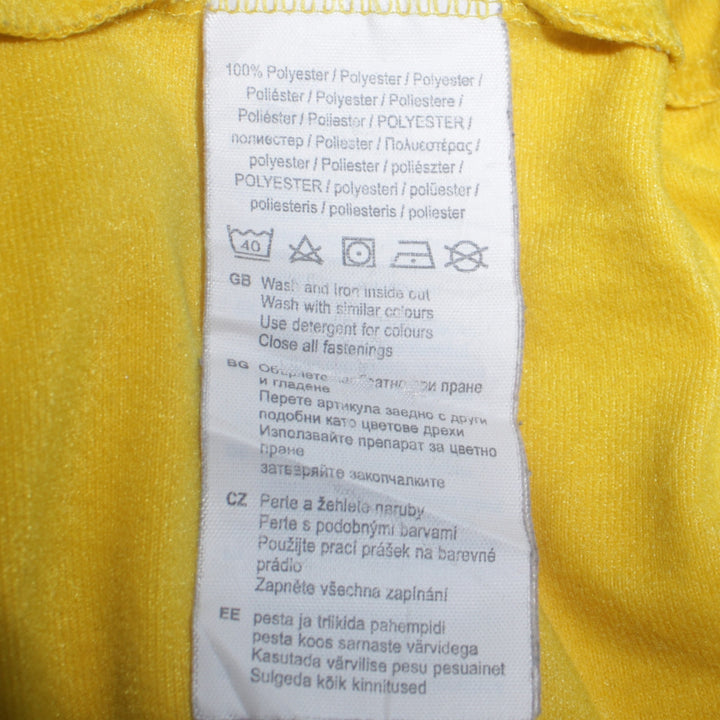 100% Polyester / Polyester / Polyester /
Poliéster / Polyester / Poliestere /
Poliéster / Poliester / POLYESTER /
полиестер / Poliester / Πολυεστέρας /
polyester / Poliester / poliészter /
POLYESTER / polyesteri / polüester /
poliesteris / poliesteris / poliester
40
GB Wash and iron inside out
Wash with similar colours
Use detergent for colours
Close all fastenings
BG при пране
и гладене
Перете артикула заедно с други
подобни като цветове дрехи
Използвайте препарат за цветно
пране
затваряйте закопчалките
CZ Perte a žehlete naruby
Perte s podobnými barvami
Použijte prací prášek na barevné
prádlo
Zapněte všechna zapínání
EE pesta ja triikida pahempidi
pesta koos sarnaste värvidega
Kasutada värvilise pesu pesuainet
Sulgeda kõik kinnitused